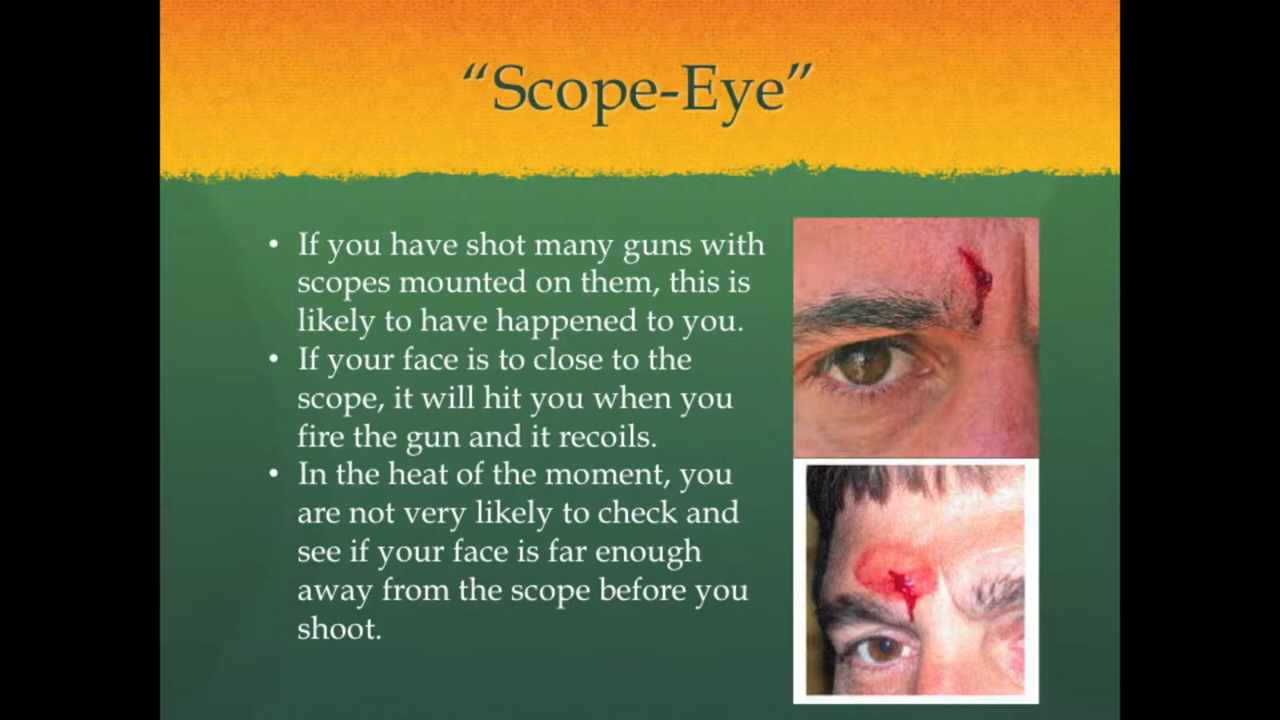 “Scope-Eye”
• If you have shot many guns with
scopes mounted on them, this is
likely to have happened to you.
• If your face is to close to the
scope, it will hit you when you
fire the gun and it recoils.
• In the heat of the moment, you
are not very likely to check and
see if your face is far enough
away from the scope before you
shoot.